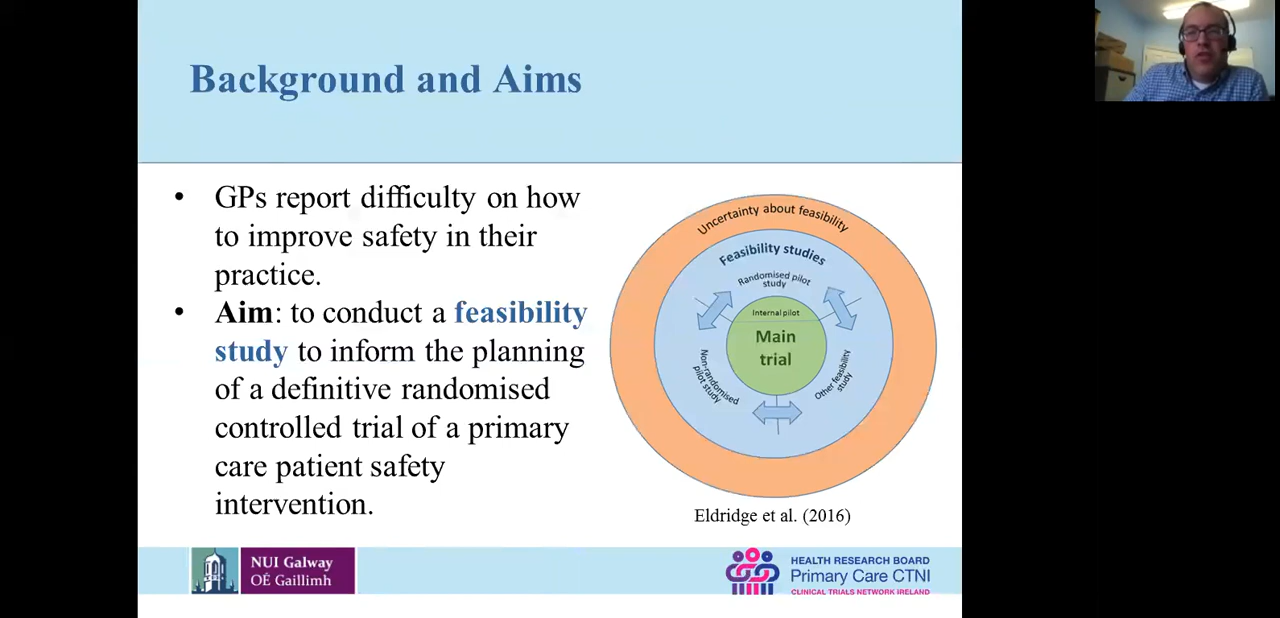 Background and Aims
• GPs report difficulty on how
to improve safety in their
practice.
• Aim: to conduct a feasibility
study to inform the planning
of a definitive randomised
controlled trial of a primary
care patient safety
intervention.
Uncertainty about feasibility
Feasibility studies
Randomised pilot
study
Internal pilot
Main
trial
Non-randomised
pilot study
Other feasibility
study
Eldridge et al. (2016)
NUI Galway
OÉ Gaillimh
HEALTH RESEARCH BOARD
Primary Care CTNI
CLINICAL TRIALS NETWORK IRELAND